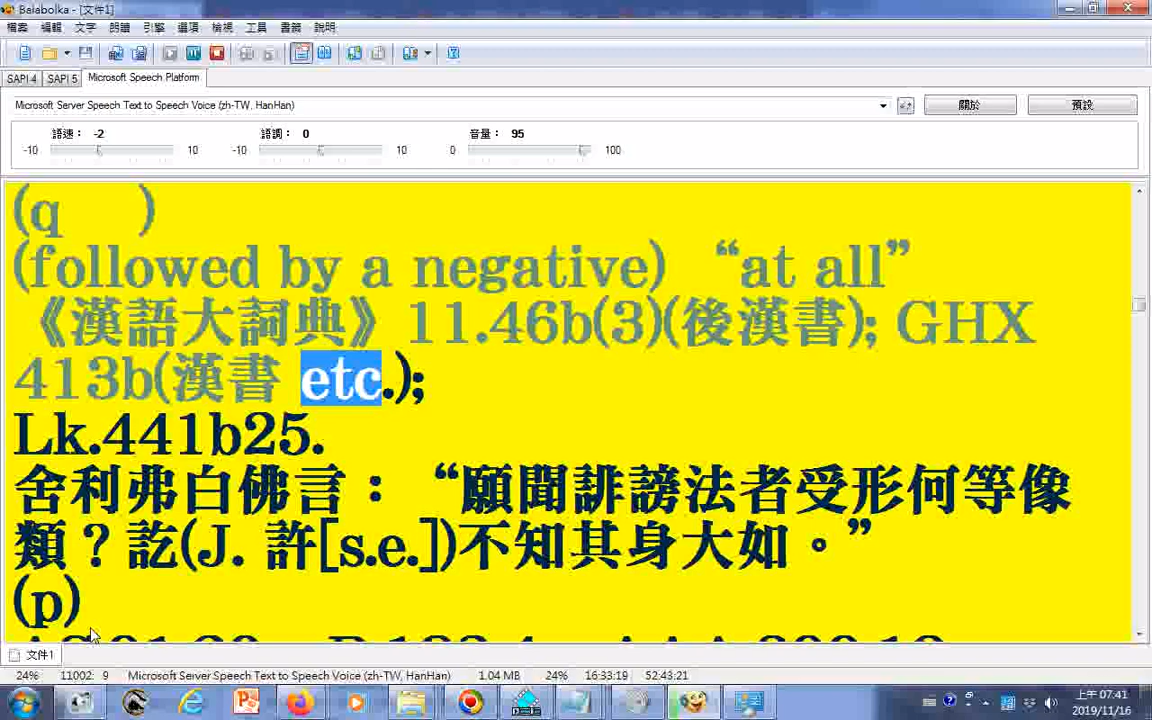 Balabolka - [文件1]
檔案 編輯 文字 朗讀 引擎 選項 檢視 工具 書籤 說明
SAPI 4 SAPI 5 Microsoft Speech Platform
Microsoft Server Speech Text to Speech Voice (zh-TW, HanHan) 關於 預設
語速： -2 語調： 0 音量： 95
-10 10 -10 10 0 100
(q )
(followed by a negative) “at all”
《漢語大詞典》11.46b(3)(後漢書); GHX
413b(漢書 etc.);
Lk.441b25.
舍利弗白佛言：“願聞誹謗法者受形何等像
類？訖(J. 許[s.e.])不知其身大如。”
(p)
文件1
24% 11002: 9 Microsoft Server Speech Text to Speech Voice (zh-TW, HanHan) 1.04 MB 24% 16:33:19 52:43:21
上午 07:41
2019/11/16